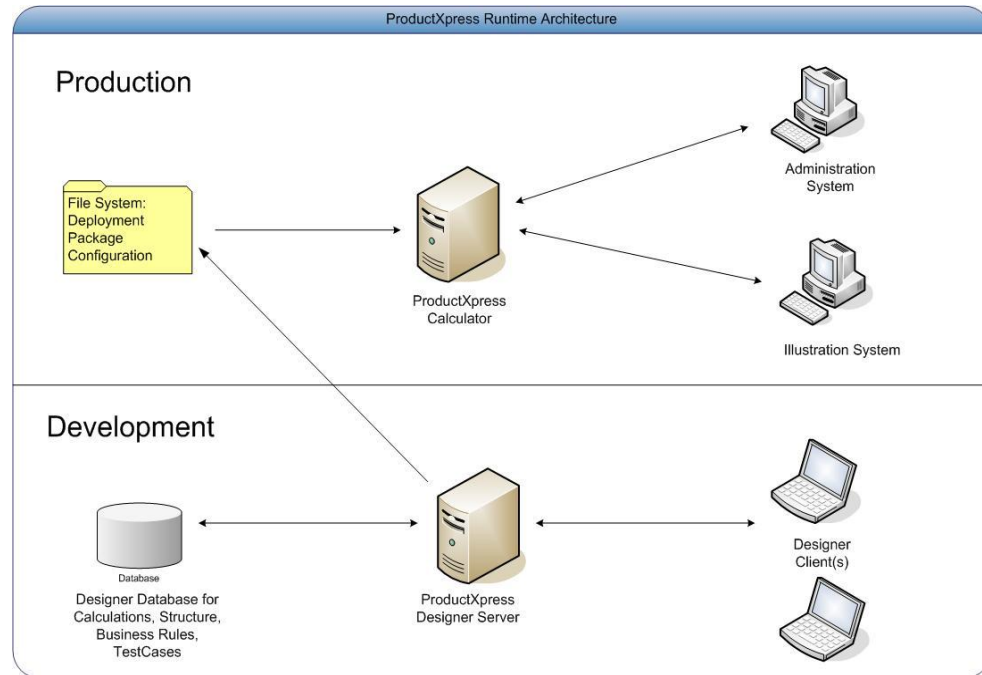 ProductXpress Runtime Architecture
Production
File System:
Deployment
Package
Configuration
ProductXpress
Calculator
Administration
System
Illustration System
Development
Database
Designer Database for
Calculations, Structure,
Business Rules,
TestCases
ProductXpress
Designer Server
Designer
Client(s)